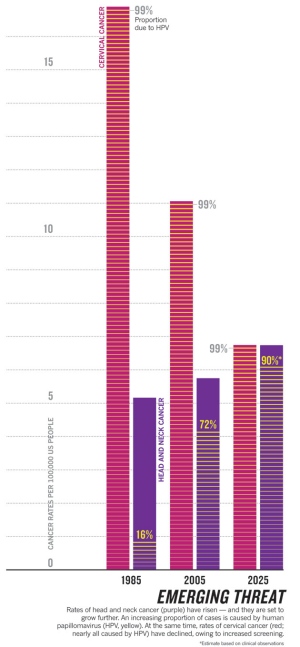 CERVICAL CANCER
99%
Proportion
due to HPV
15
99%
10
99%
90%*
5
HEAD AND NECK CANCER
72%
CANCER RATES PER 100,000 US PEOPLE
16%
0
1985
2005
2025
EMERGING THREAT
Rates of head and neck cancer (purple) have risen — and they are set to
grow further. An increasing proportion of cases is caused by human
papillomavirus (HPV, yellow). At the same time, rates of cervical cancer (red;
nearly all caused by HPV) have declined, owing to increased screening.
*Estimate based on clinical observations